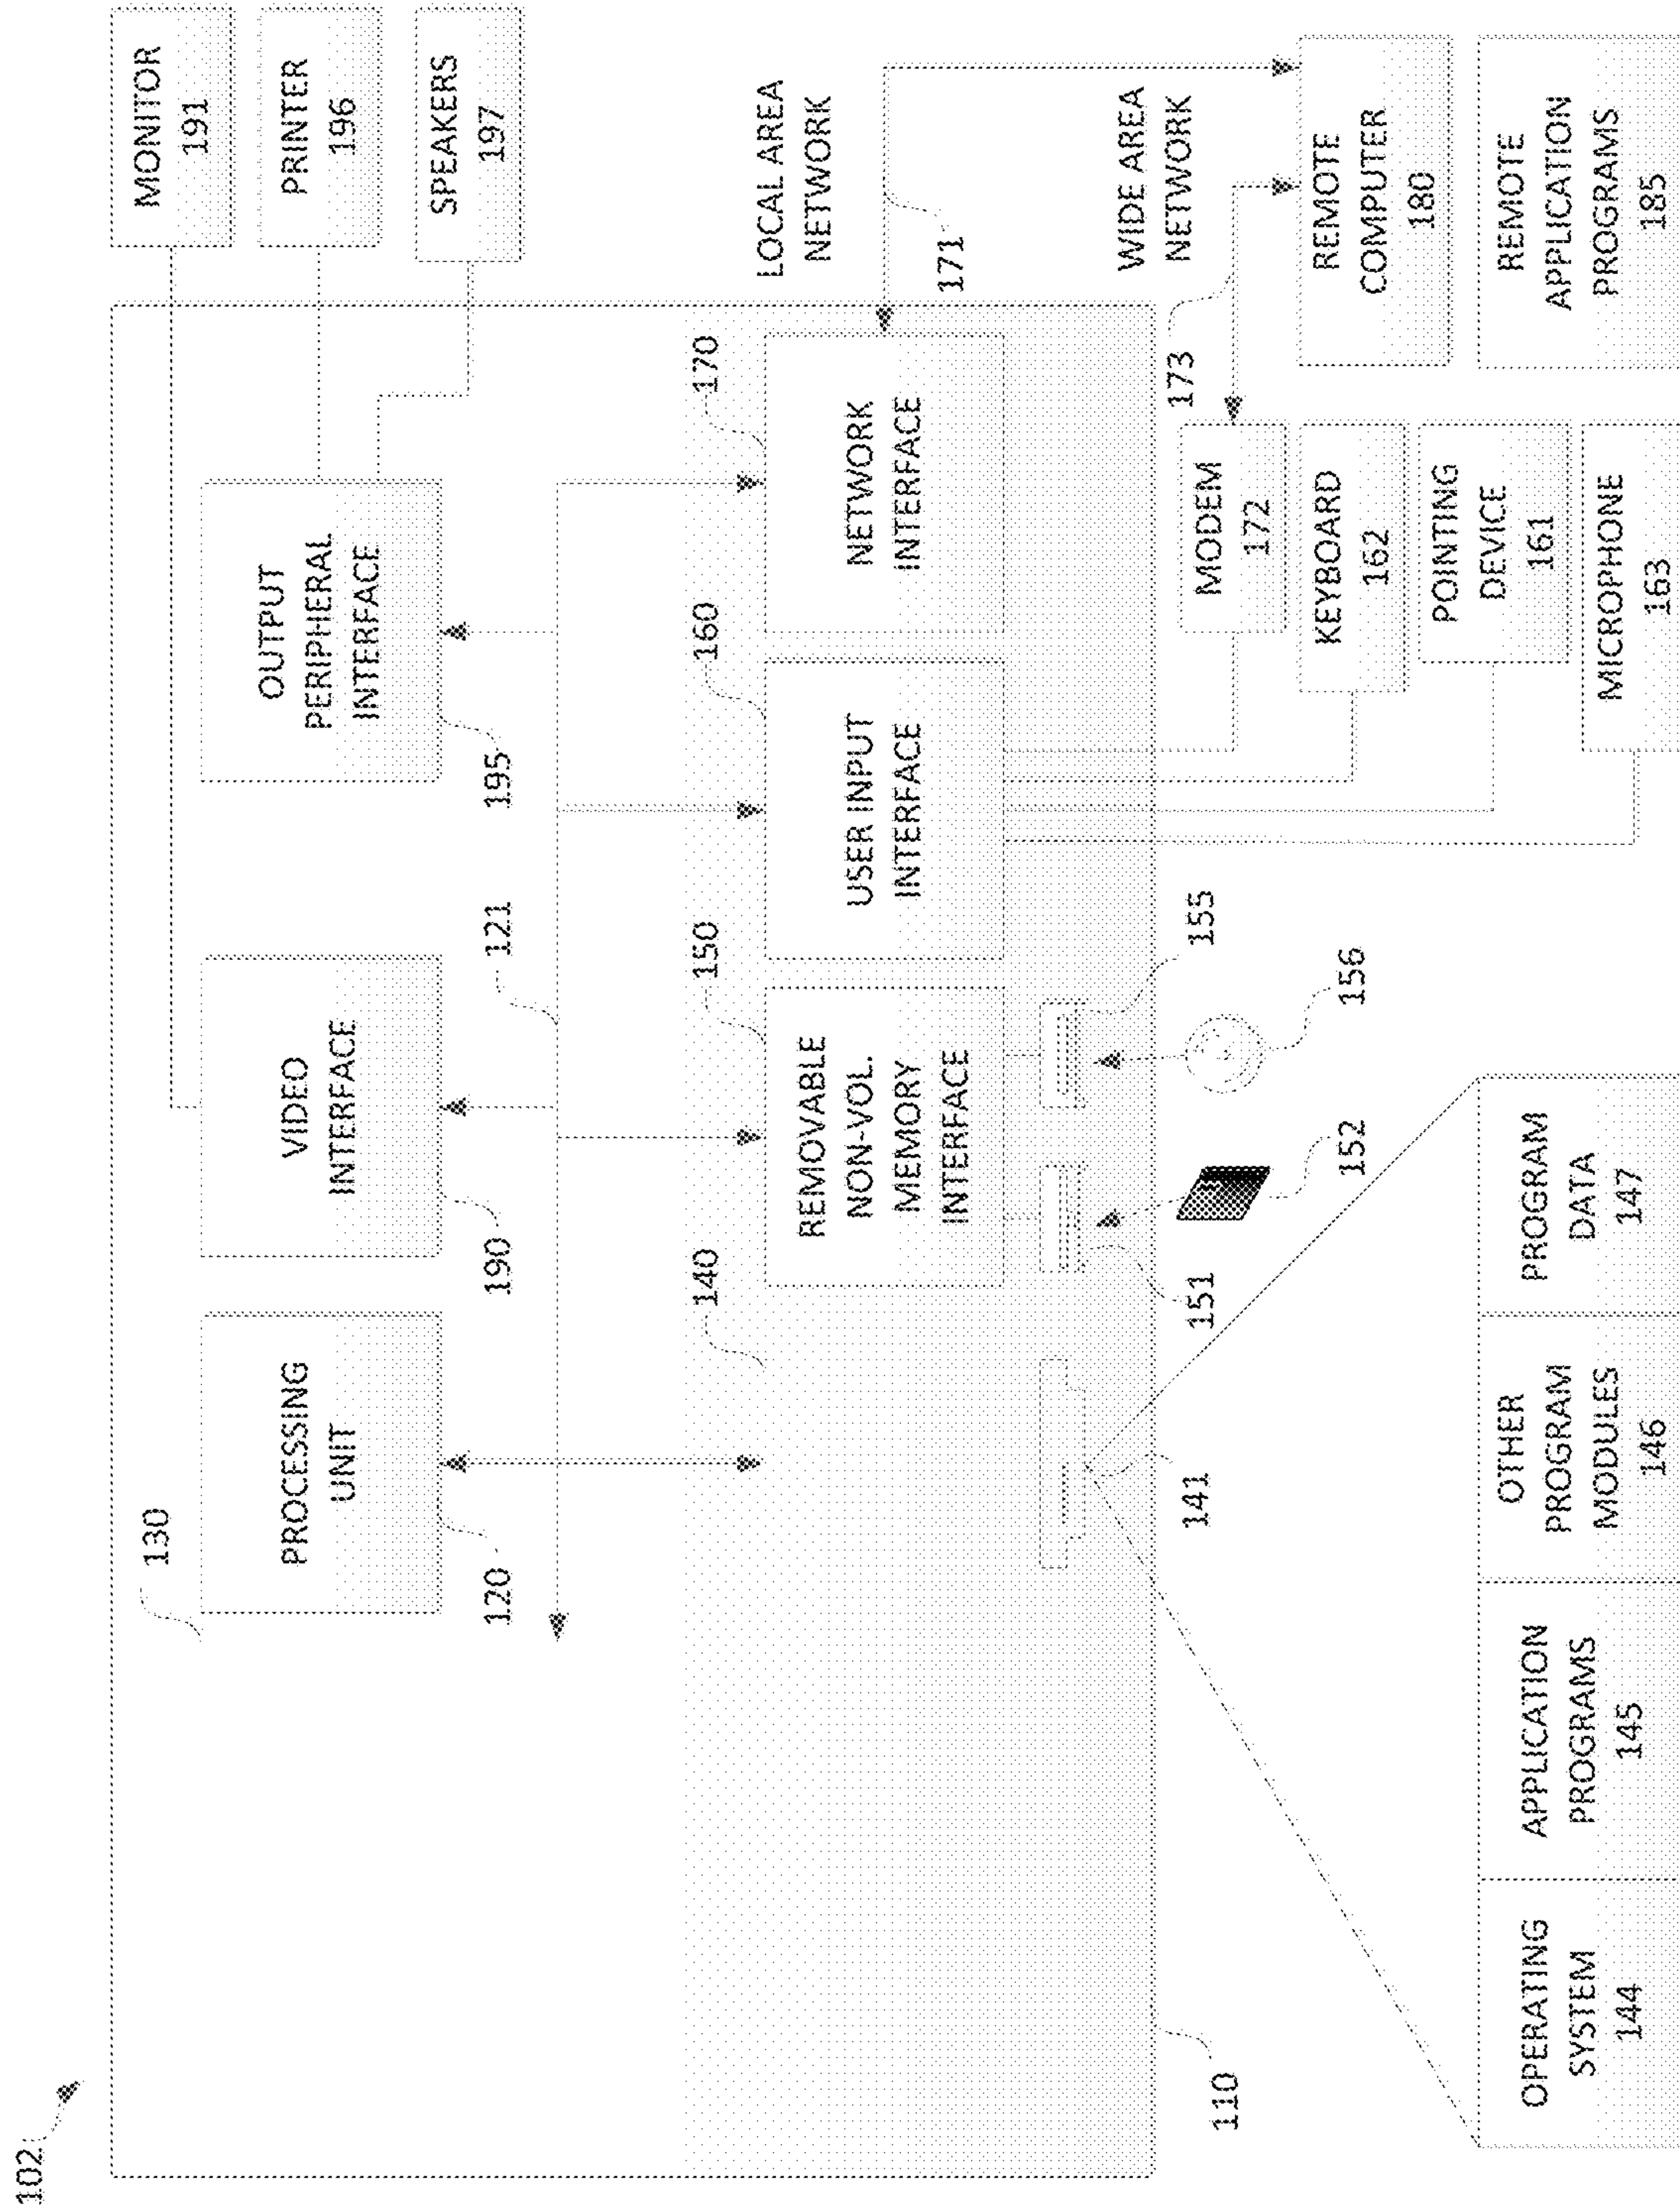 102
130
PROCESSING
UNIT
120
VIDEO
INTERFACE
190
121
OUTPUT
PERIPHERAL
INTERFACE
195
MONITOR
191
PRINTER
196
SPEAKERS
197
140
150
REMOVABLE
NON-VOL.
MEMORY
INTERFACE
160
USER INPUT
INTERFACE
170
NETWORK
INTERFACE
LOCAL AREA
NETWORK
171
110
141
151
152
155
156
173
WIDE AREA
NETWORK
MODEM
172
KEYBOARD
162
POINTING
DEVICE
161
MICROPHONE
163
REMOTE
COMPUTER
180
OPERATING
SYSTEM
144
APPLICATION
PROGRAMS
145
OTHER
PROGRAM
MODULES
146
PROGRAM
DATA
147
REMOTE
APPLICATION
PROGRAMS
185